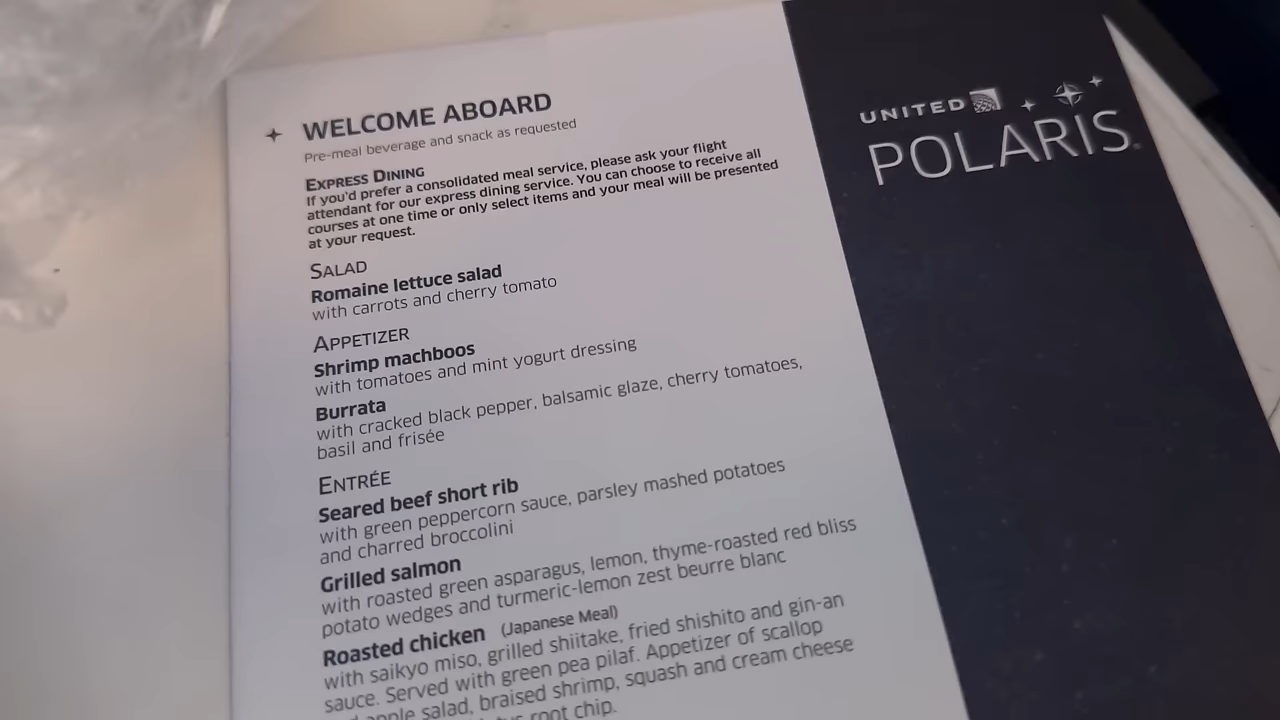 WELCOME ABOARD
Pre-meal beverage and snack as requested
EXPRESS DINING
If you'd prefer a consolidated meal service, please ask your flight
attendant for our express dining service. You can choose to receive all
courses at one time or only select items and your meal will be presented
at your request.
SALAD
Romaine lettuce salad
with carrots and cherry tomato
APPETIZER
Shrimp machboos
with tomatoes and mint yogurt dressing
Burrata
with cracked black pepper, balsamic glaze, cherry tomatoes,
basil and frisée
ENTRÉE
Seared beef short rib
with green peppercorn sauce, parsley mashed potatoes
and charred broccolini
Grilled salmon
with roasted green asparagus, lemon, thyme-roasted red bliss
potato wedges and turmeric-lemon zest beurre blanc
Roasted chicken (Japanese Meal)
with saikyo miso, grilled shiitake, fried shishito and gin-an
sauce. Served with green pea pilaf. Appetizer of scallop
apple salad, braised shrimp, squash and cream cheese
root chip.
UNITED
POLARIS